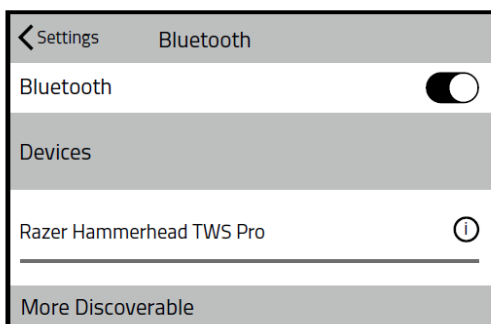 Settings Bluetooth
Bluetooth
Devices
Razer Hammerhead TWS Pro
More Discoverable